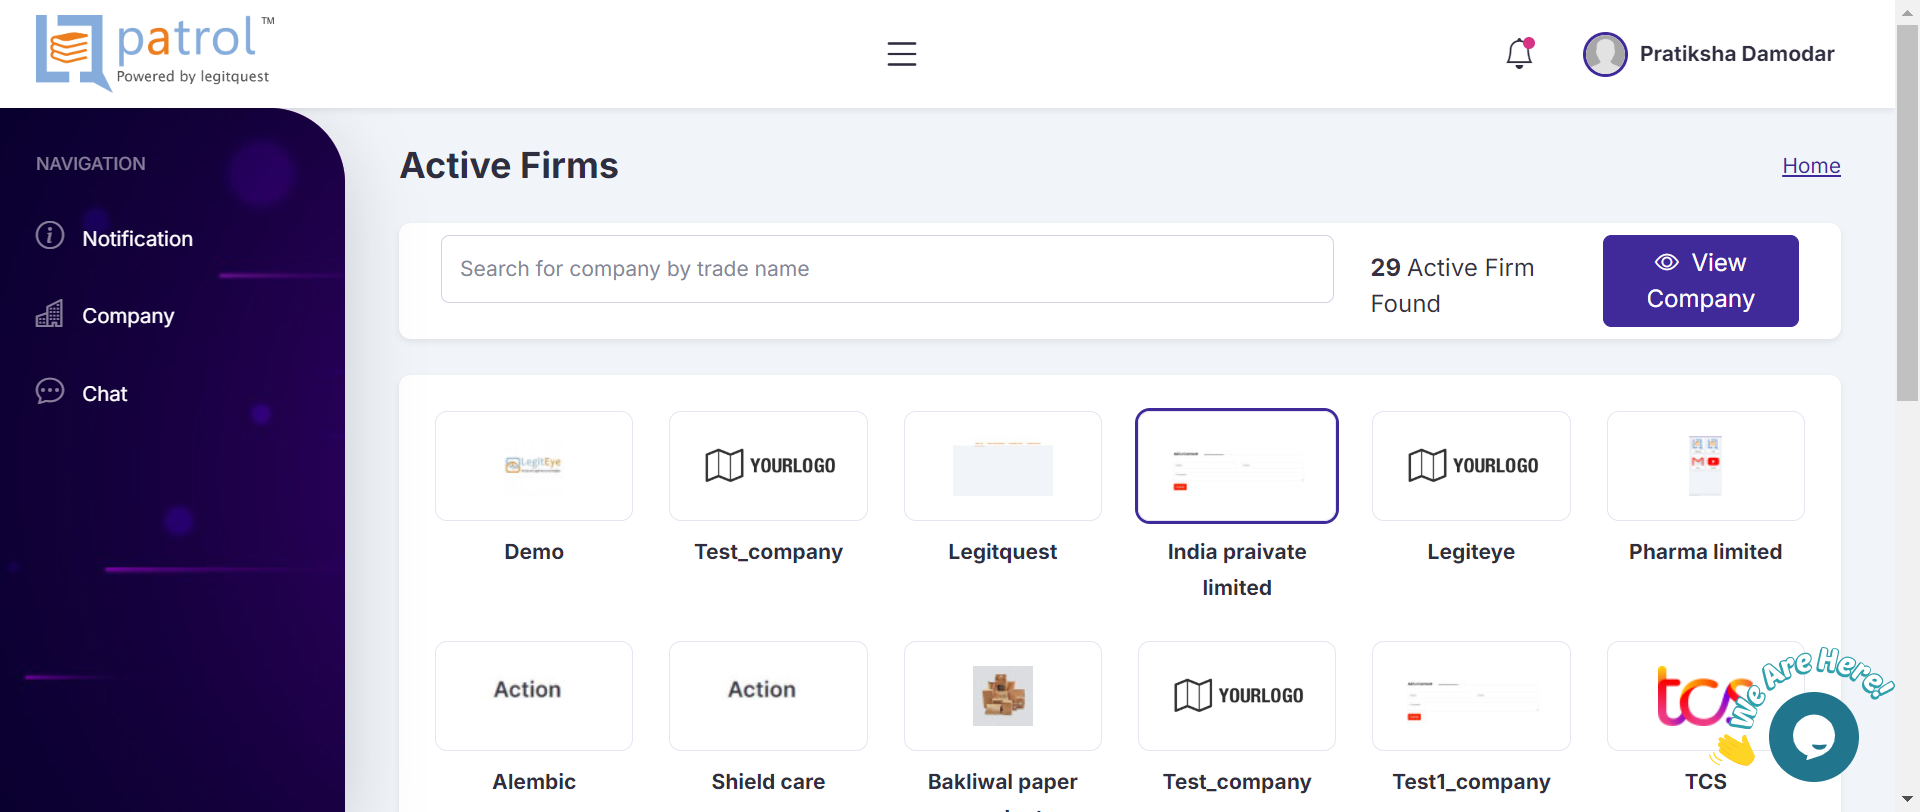 patrol™
Powered by legitquest
Pratiksha Damodar
NAVIGATION
Notification
Company
Chat
Active Firms
Home
Search for company by trade name
29 Active Firm
Found
View
Company
LegitEye
YOURLOGO
YOURLOGO
Demo
Test_company
Legitquest
India praivate
limited
Legiteye
Pharma limited
Action
Action
YOURLOGO
tcs
We Are Here!
Alembic
Shield care
Bakliwal paper
Test_company
Test1_company
TCS